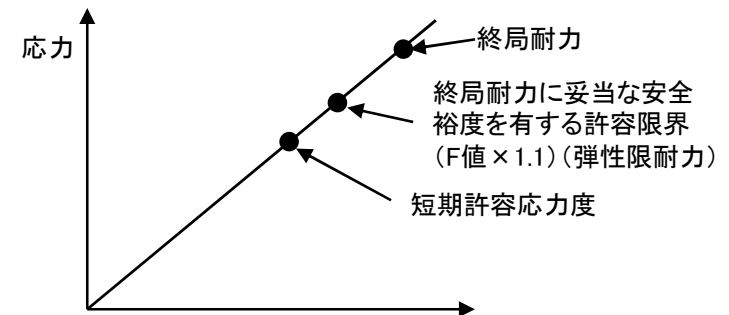 応力
終局耐力
終局耐力に妥当な安全
裕度を有する許容限界
（F値×1.1）（弾性限耐力）
短期許容応力度